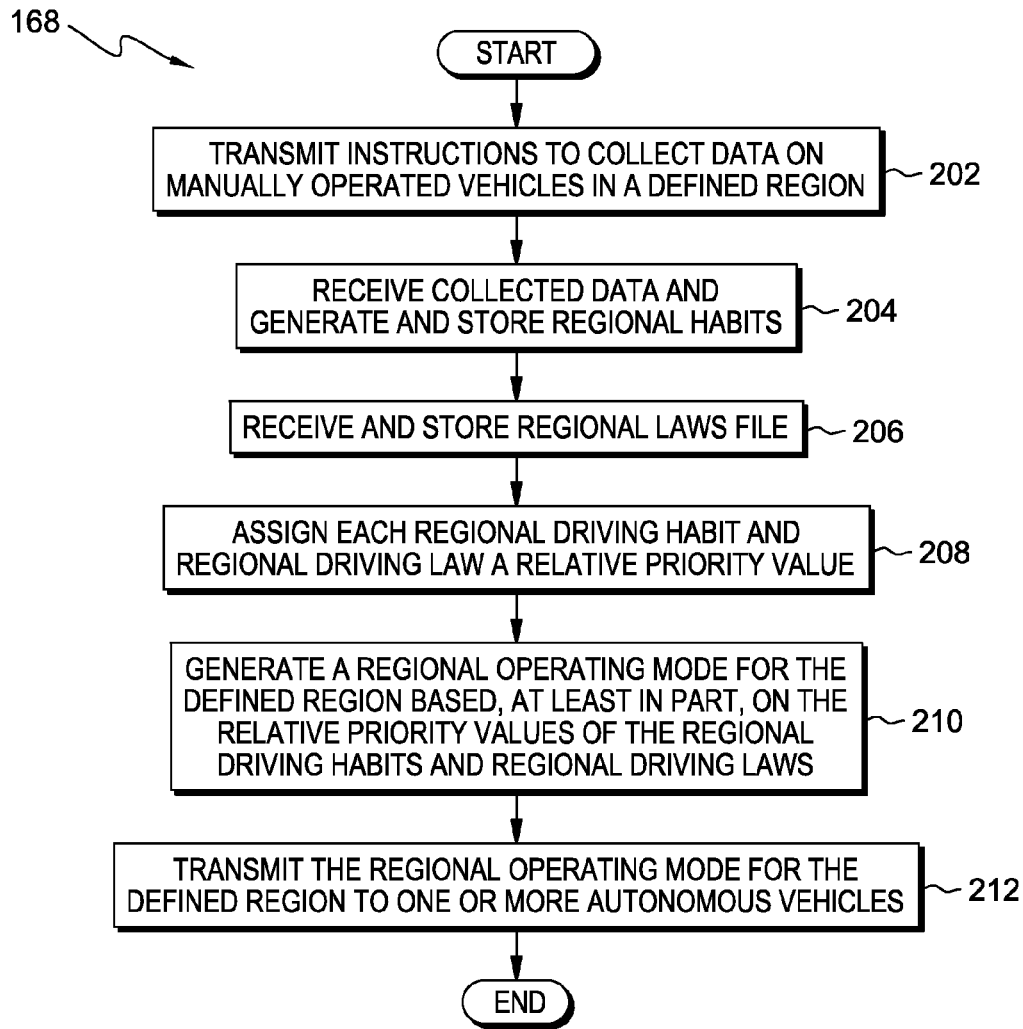 168
START
TRANSMIT INSTRUCTIONS TO COLLECT DATA ON
MANUALLY OPERATED VEHICLES IN A DEFINED REGION
202
RECEIVE COLLECTED DATA AND
GENERATE AND STORE REGIONAL HABITS
204
RECEIVE AND STORE REGIONAL LAWS FILE
206
ASSIGN EACH REGIONAL DRIVING HABIT AND
REGIONAL DRIVING LAW A RELATIVE PRIORITY VALUE
208
GENERATE A REGIONAL OPERATING MODE FOR THE
DEFINED REGION BASED, AT LEAST IN PART, ON THE
RELATIVE PRIORITY VALUES OF THE REGIONAL
DRIVING HABITS AND REGIONAL DRIVING LAWS
210
TRANSMIT THE REGIONAL OPERATING MODE FOR THE
DEFINED REGION TO ONE OR MORE AUTONOMOUS VEHICLES
212
END